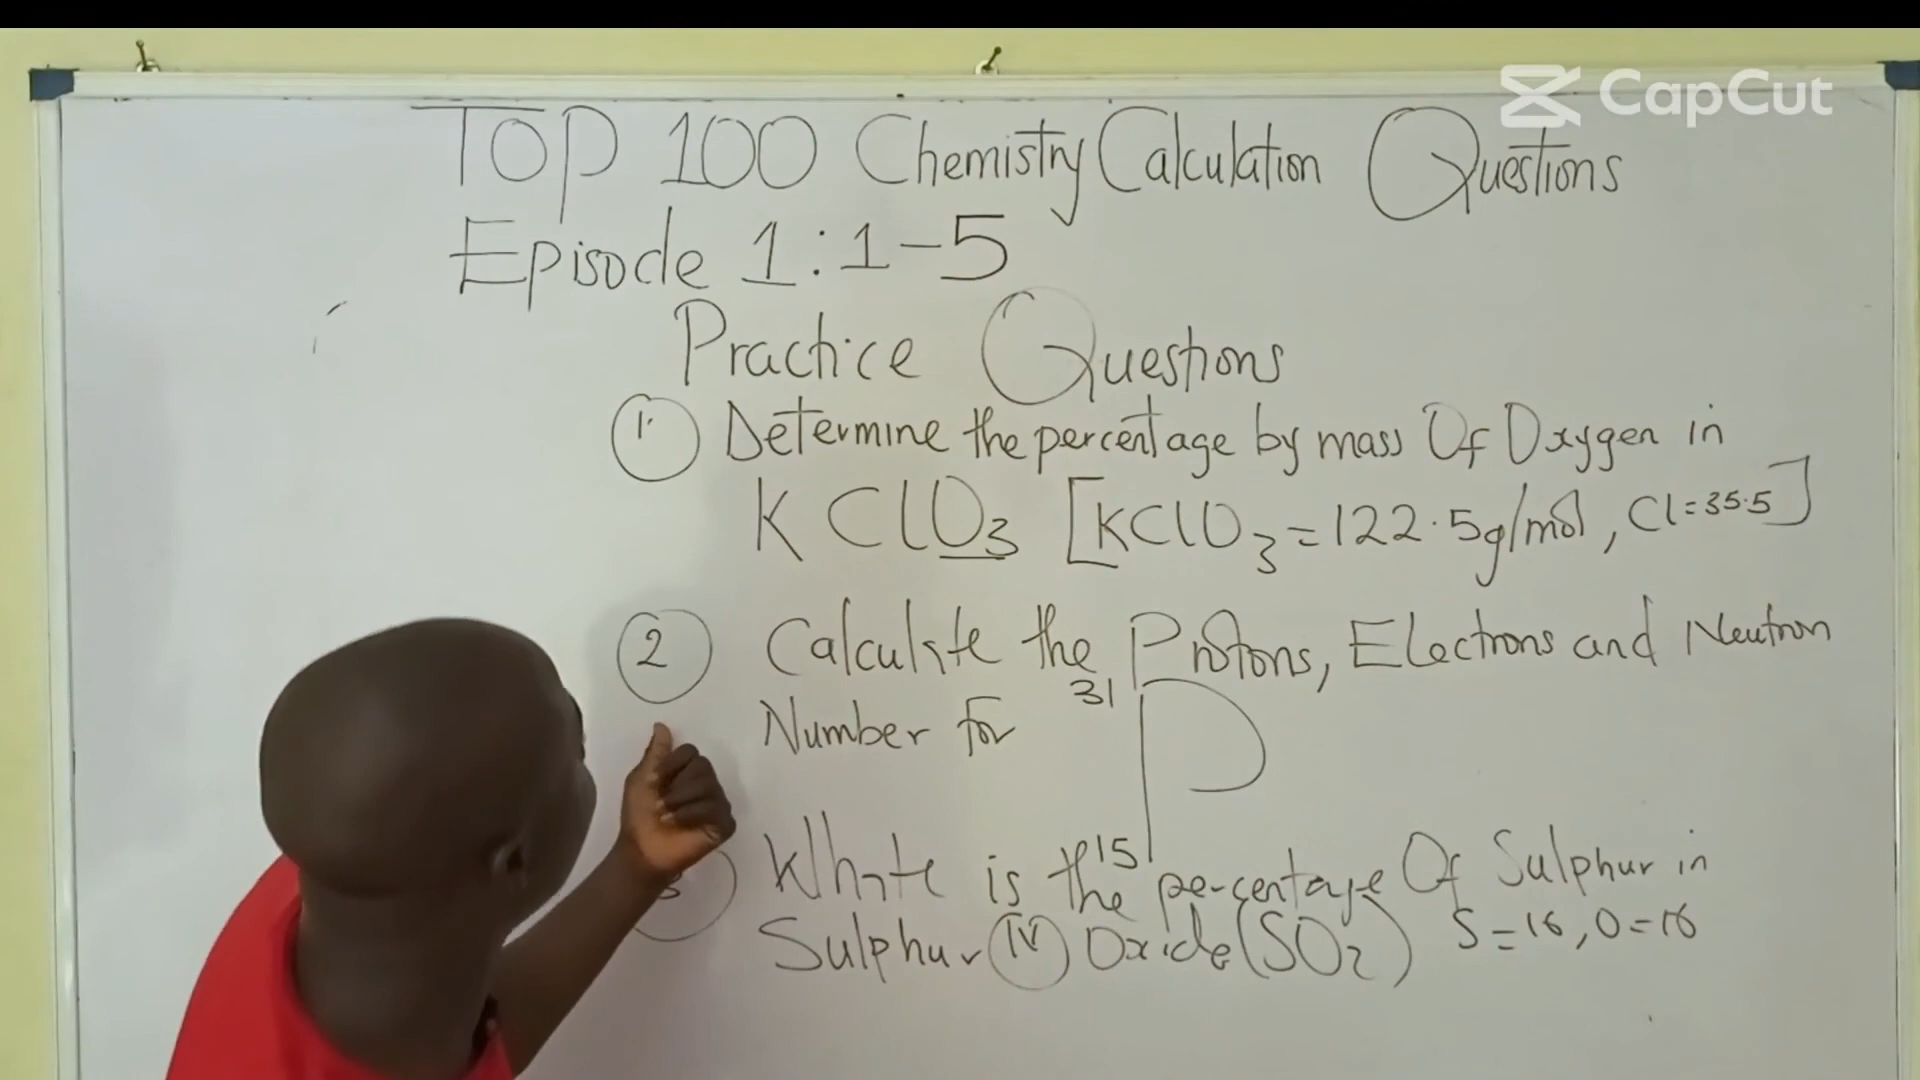 CapCut
TOP 100 Chemistry Calculation Questions
Episode 1:1-5
Practice Questions
1. Determine the percentage by mass Of Oxygen in
KClO3 [KClO3=122.5g/mol, Cl=35.5]
2 Calculate the Protons, Electrons and Neutron
Number for 31 P
15
3 What is the percentage Of Sulphur in
Sulphur (IV) Oxide (SO2) S=16, O=16